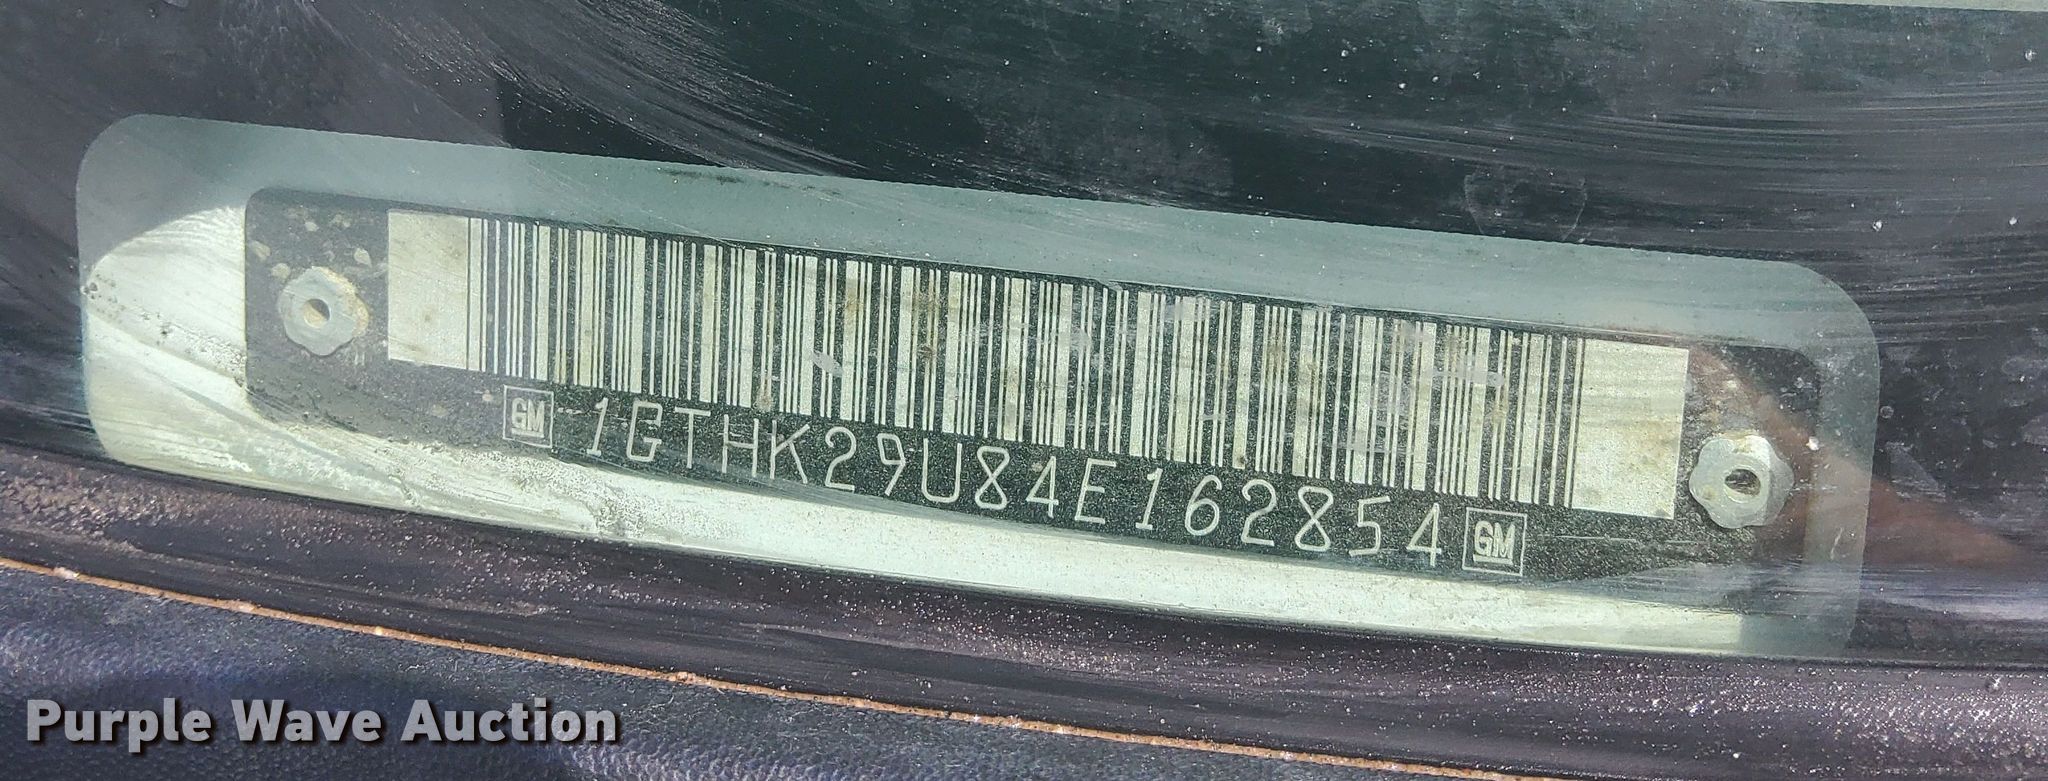 GM 1GTHK29U84E162854 GM
Purple Wave Auction